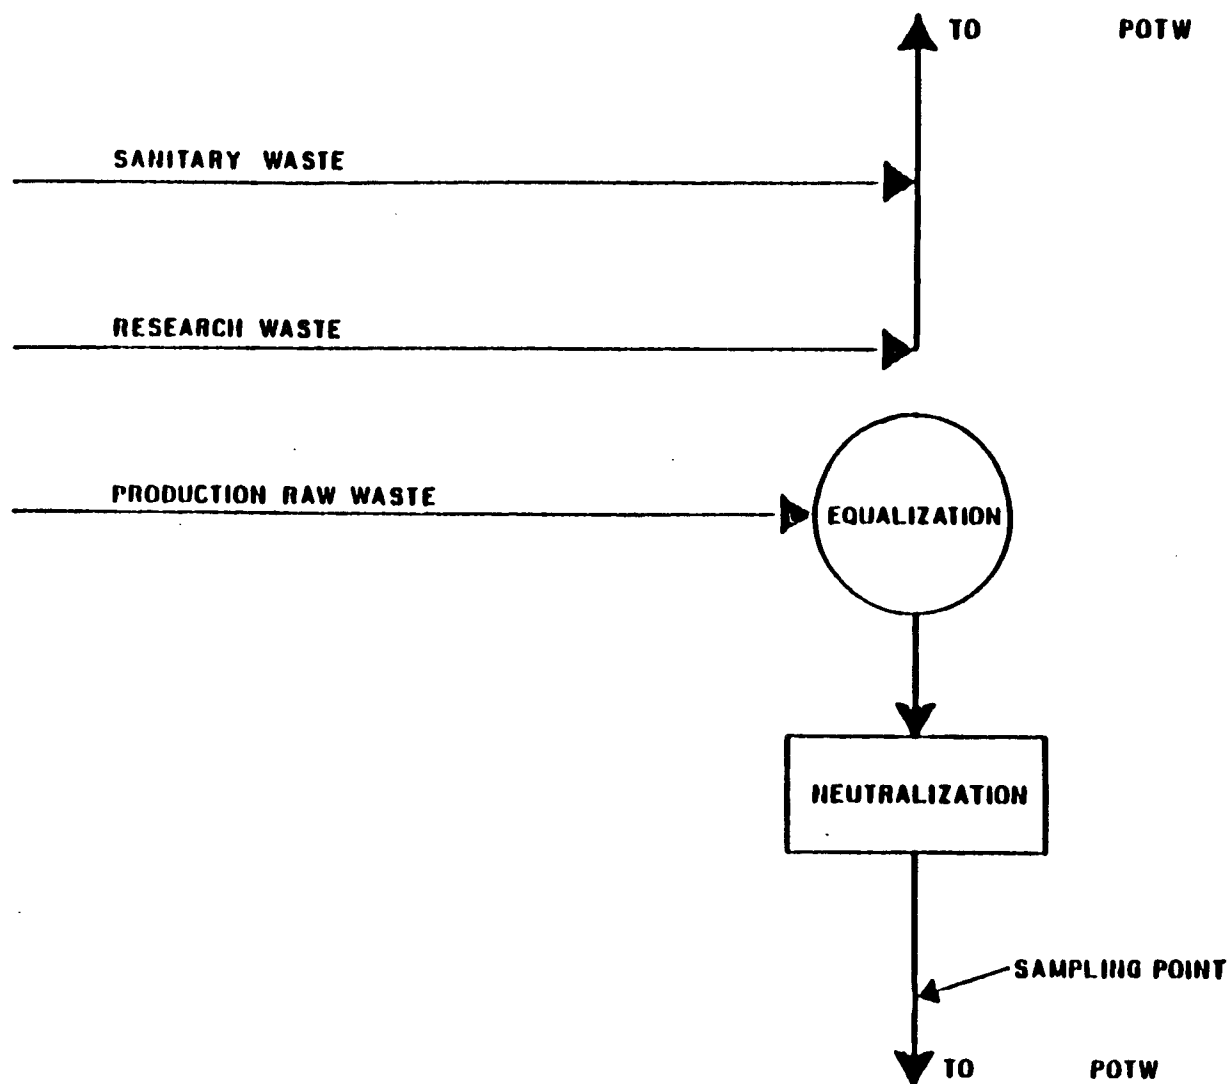 TO POTW
SANITARY WASTE
RESEARCH WASTE
PRODUCTION RAW WASTE
EQUALIZATION
NEUTRALIZATION
SAMPLING POINT
TO POTW